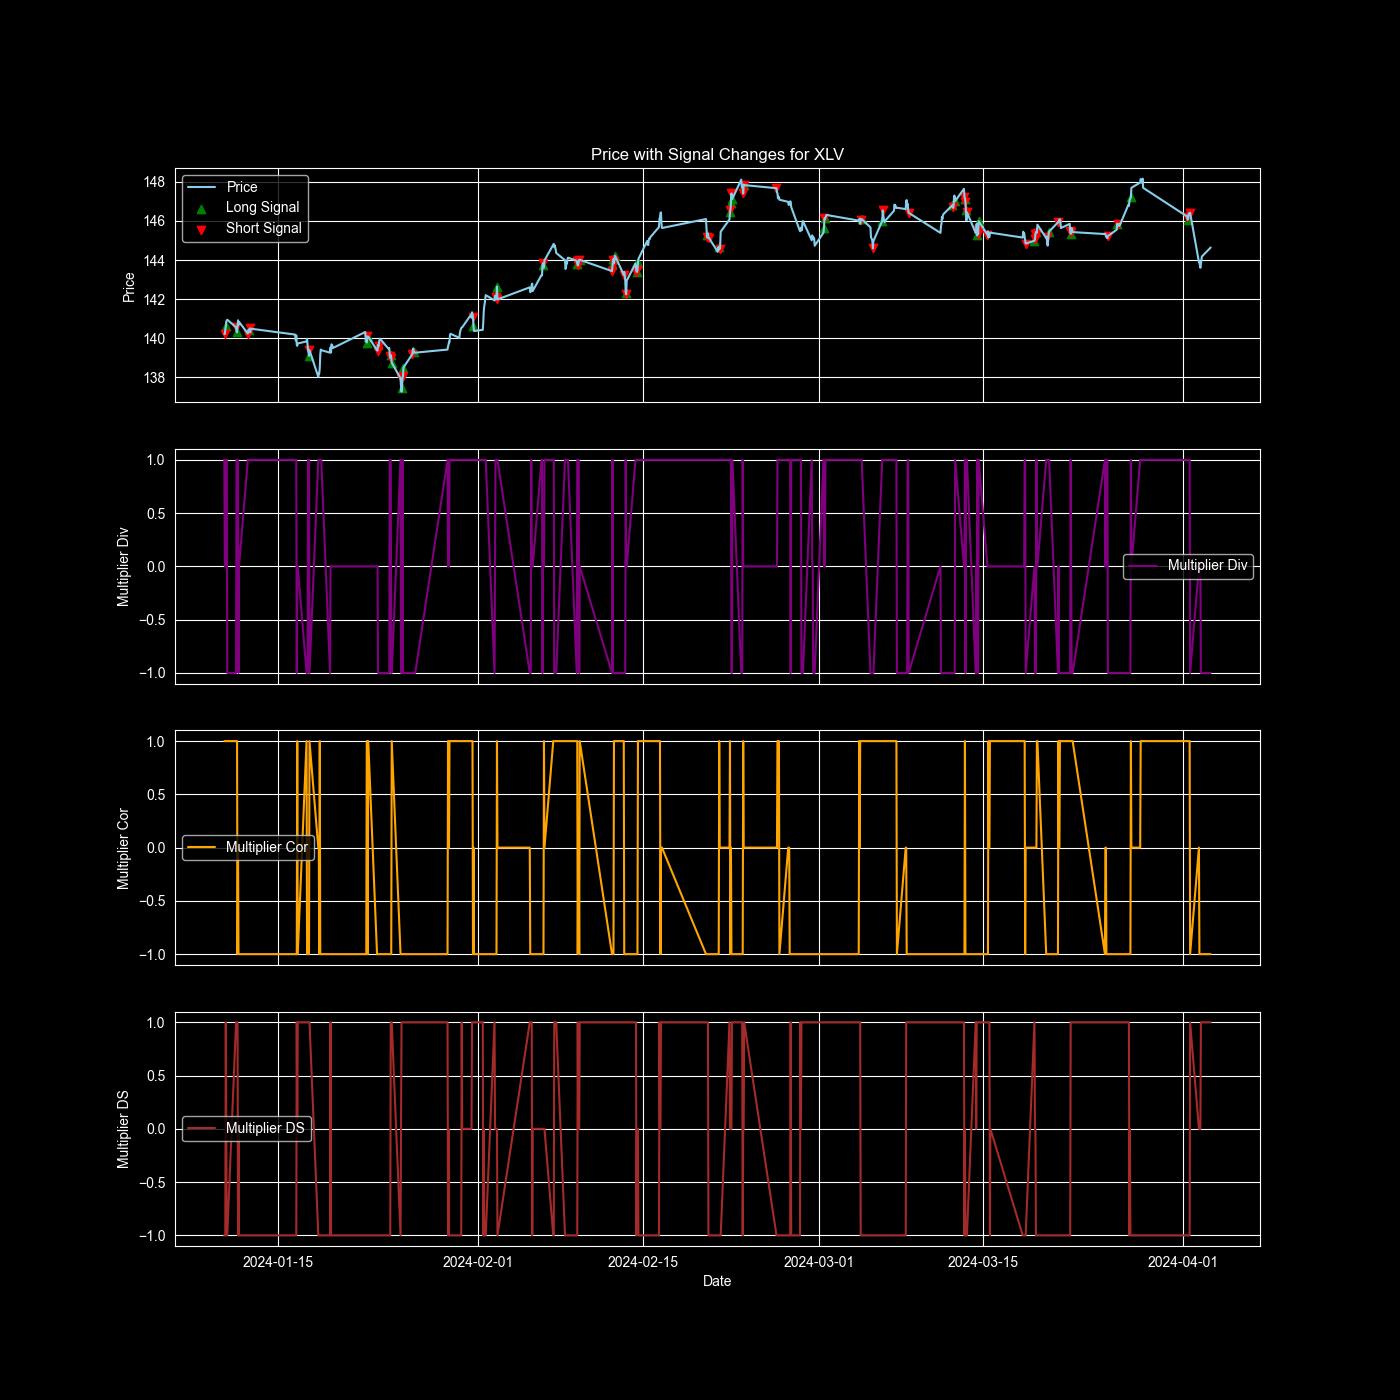 Price with Signal Changes for XLV
Price
148
146
144
142
140
138
Price
Long Signal
Short Signal
Multiplier Div
1.0
0.5
0.0
−0.5
−1.0
Multiplier Div
Multiplier Cor
1.0
0.5
0.0
−0.5
−1.0
Multiplier Cor
Multiplier DS
1.0
0.5
0.0
−0.5
−1.0
Multiplier DS
2024-01-15 2024-02-01 2024-02-15 2024-03-01 2024-03-15 2024-04-01
Date